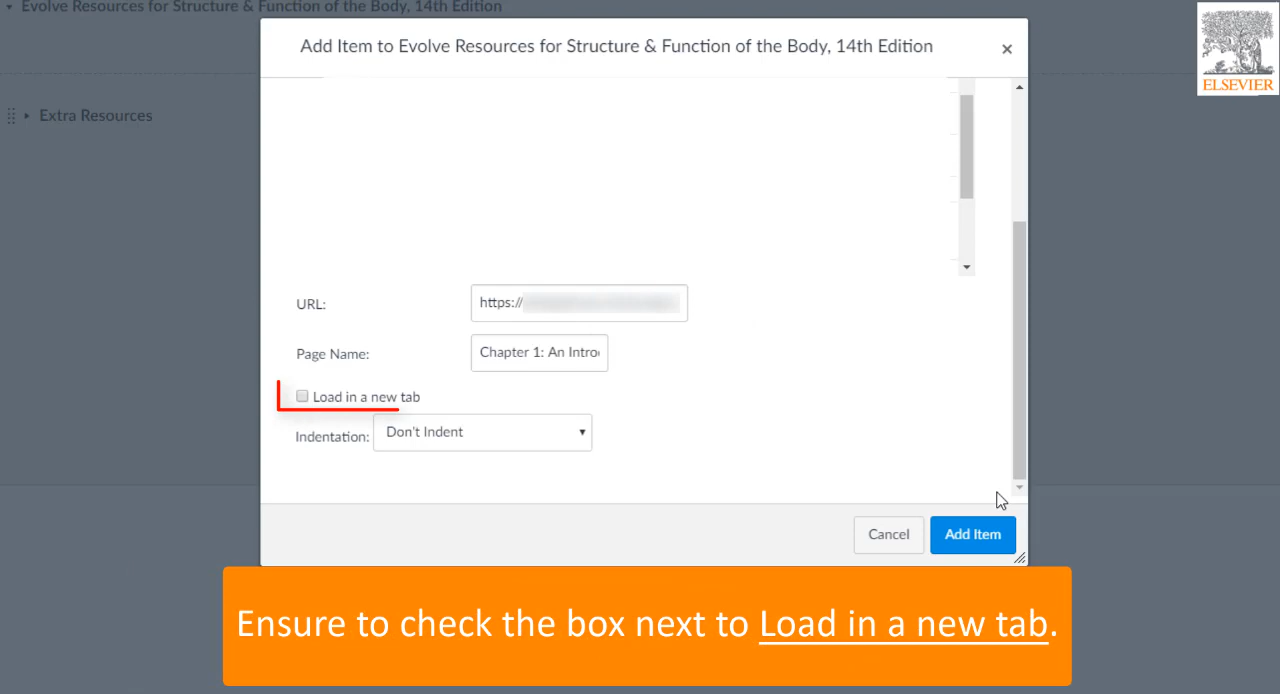 Evolve Resources for Structure & Function of the Body, 14th Edition
Add Item to Evolve Resources for Structure & Function of the Body, 14th Edition
×
ELSEVIER
Extra Resources
URL: https://
Page Name: Chapter 1: An Intro
Load in a new tab
Indentation: Don't Indent
Cancel Add Item
Ensure to check the box next to Load in a new tab.